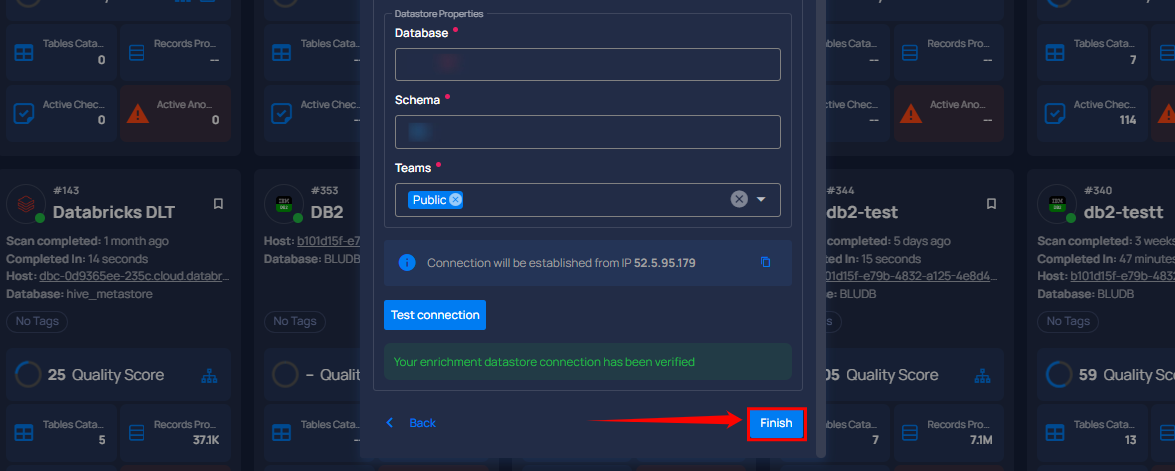 Tables Cata...
0
Records Pro...
--
Active Chec...
0
Active Ano...
0
Tables Cata...
Active Chec...
Datastore Properties
Database *
Schema *
Teams *
Public
Connection will be established from IP 52.5.95.179
Test connection
Your enrichment datastore connection has been verified
Back
Finish
--
Records Pro...
--
--
Active Ano...
--
Tables Cata...
7
Active Chec...
114
#143
Databricks DLT
Scan completed: 1 month ago
Completed In: 14 seconds
Host: dbc-0d9365ee-235c.cloud.databr...
Database: hive_metastore
No Tags
25 Quality Score
Tables Cata...
5
Records Pro...
37.1K
#353
DB2
Host: b101d15f-e7
Database: BLUDB
No Tags
– Qualit
Tables Cata...
#344
db2-test
completed: 5 days ago
In: 15 seconds
b101d15f-e79b-4832-a125-4e8d4...
BLUDB
Quality Score
7
Records Pro...
7.1M
#340
db2-testt
Scan completed: 3 weeks
Completed In: 47 minutes
Host: b101d15f-e79b-4832
Database: BLUDB
No Tags
59 Quality Sco
Tables Cata...
13